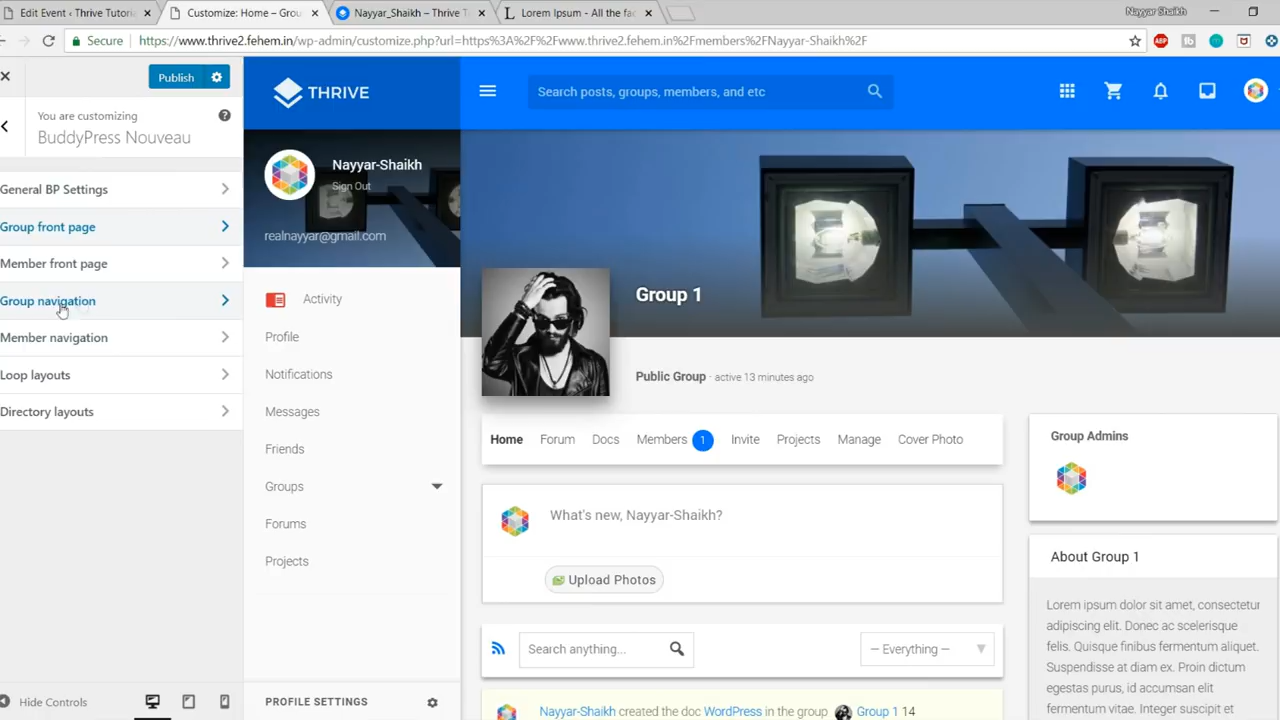 Edit Event ‹ Thrive Tutori
Customize: Home – Grou
Nayyar_Shaikh – Thrive T
Lorem Ipsum - All the fac
Nayyar Shaikh
Secure
https://www.thrive2.fehem.in/wp-admin/customize.php?url=https%3A%2F%2Fwww.thrive2.fehem.in%2Fmembers%2FNayyar-Shaikh%2F
Publish
You are customizing
BuddyPress Nouveau
General BP Settings
Group front page
Member front page
Group navigation
Member navigation
Loop layouts
Directory layouts
Hide Controls
THRIVE
Nayyar-Shaikh
Sign Out
realnayyar@gmail.com
Activity
Profile
Notifications
Messages
Friends
Groups
Forums
Projects
PROFILE SETTINGS
Search posts, groups, members, and etc
Group 1
Public Group · active 13 minutes ago
Home Forum Docs Members 1 Invite Projects Manage Cover Photo
What's new, Nayyar-Shaikh?
Upload Photos
Search anything...
— Everything —
Nayyar-Shaikh created the doc WordPress in the group Group 1 14
Group Admins
About Group 1
Lorem ipsum dolor sit amet, consectetur
adipiscing elit. Donec ac scelerisque
felis. Quisque finibus fermentum aliquet.
Suspendisse at diam ex. Proin diam
egestas purus, id aliquam metus
fermentum vitae. Vivamus dictum